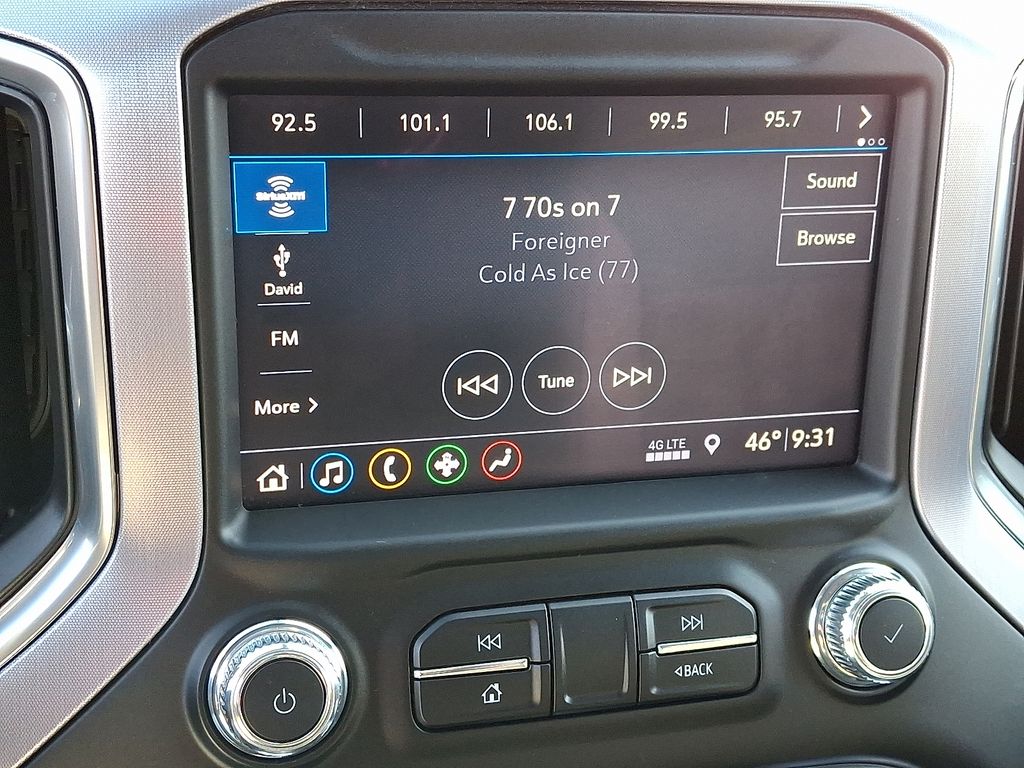 92.5 101.1 106.1 99.5 95.7
SiriusXM
Sound
7 70s on 7
Browse
Foreigner
Cold As Ice (77)
David
FM
Tune
More
4G LTE
46° 9:31
BACK